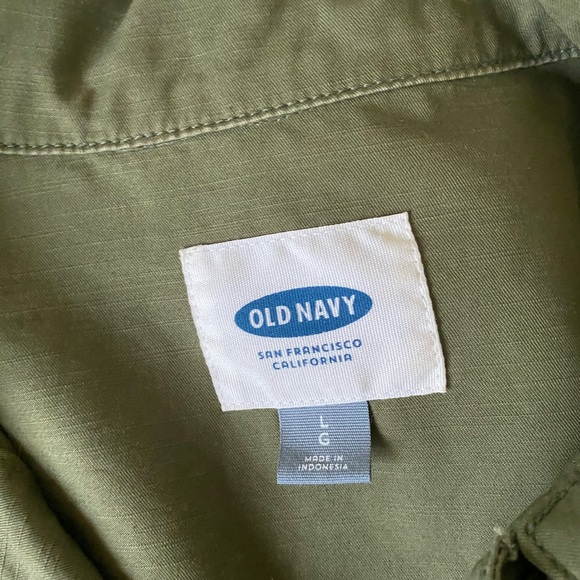 OLD NAVY
SAN FRANCISCO
CALIFORNIA
L
G
MADE IN
INDONESIA